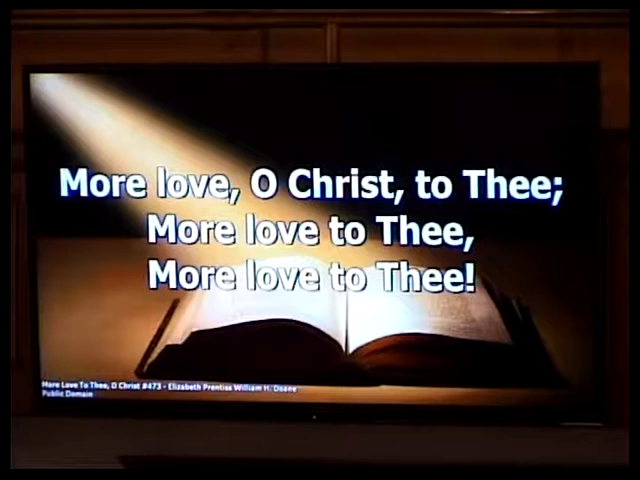 More love, O Christ, to Thee;
More love to Thee,
More love to Thee!
More Love To Thee, O Christ #473 - Elizabeth Prentiss William H. Doane
Public Domain